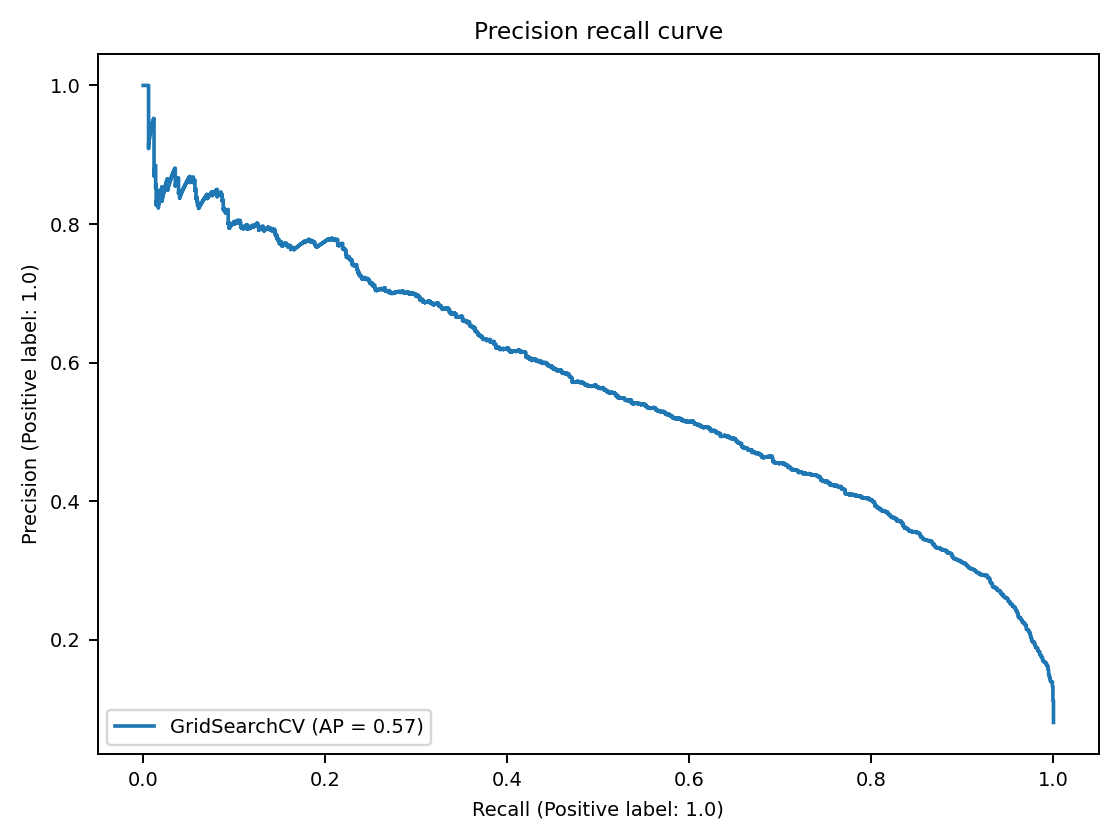 Precision recall curve
1.0
0.8
0.6
0.4
0.2
Precision (Positive label: 1.0)
GridSearchCV (AP = 0.57)
0.0 0.2 0.4 0.6 0.8 1.0
Recall (Positive label: 1.0)